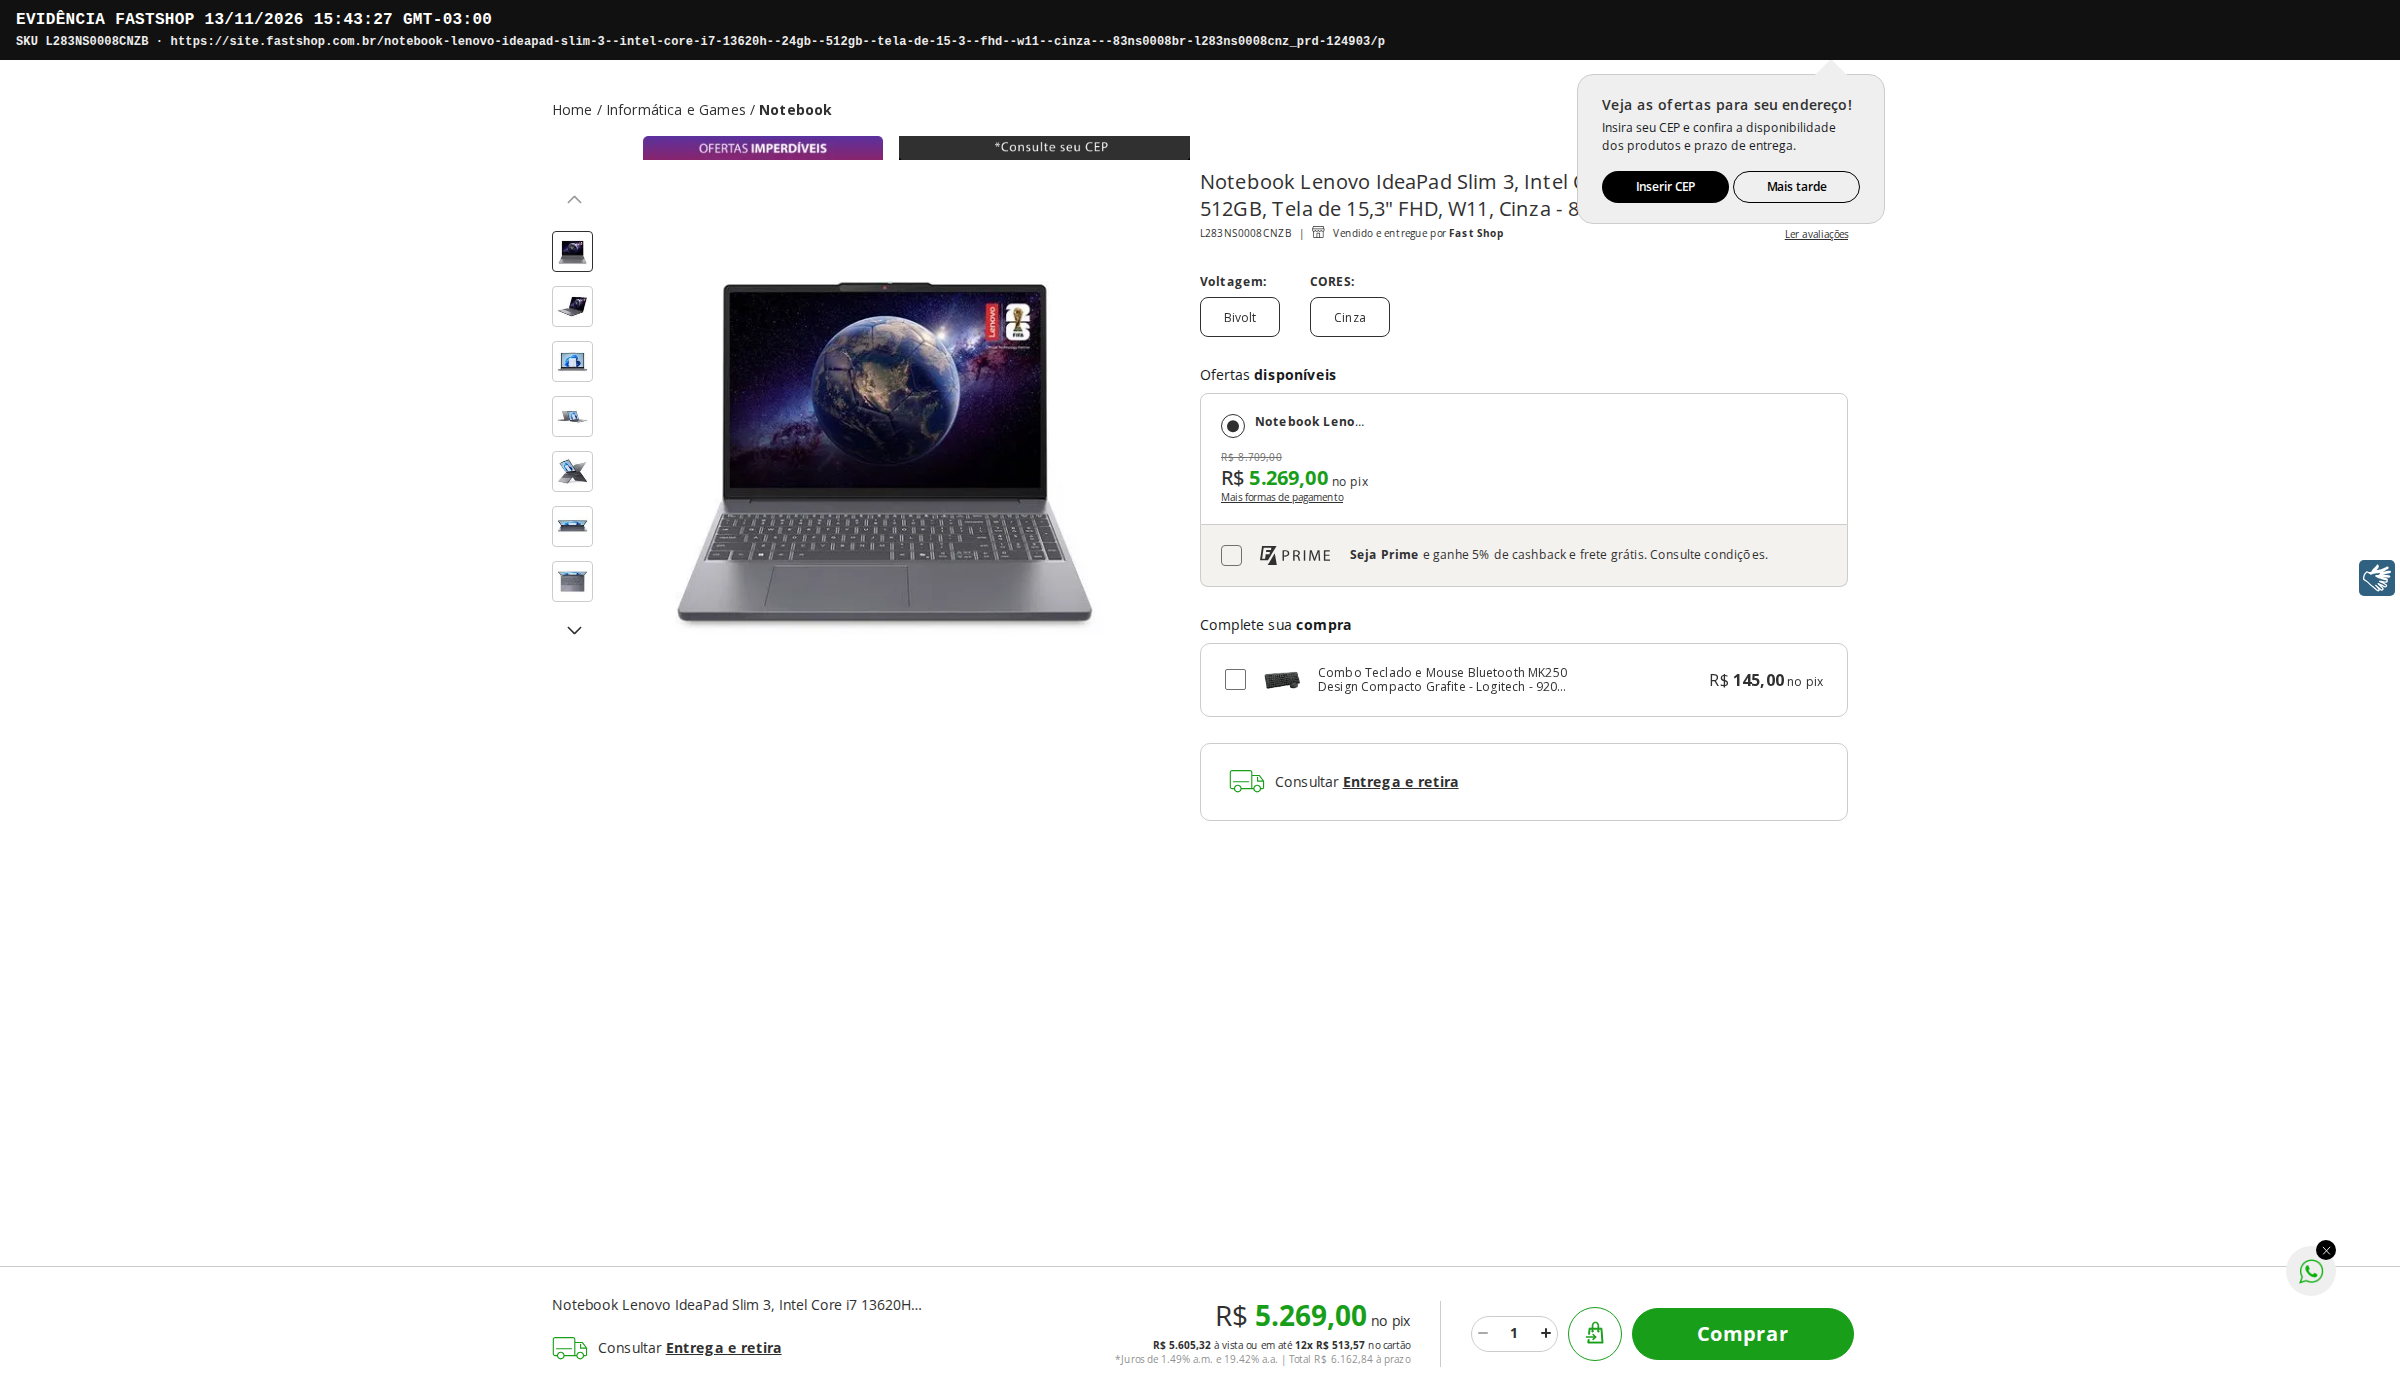 EVIDÊNCIA FASTSHOP 13/11/2026 15:43:27 GMT-03:00
SKU L283NS0008CNZB · https://site.fastshop.com.br/notebook-lenovo-ideapad-slim-3--intel-core-i7-13620h--24gb--512gb--tela-de-15-3--fhd--w11--cinza---83ns0008br-l283ns0008cnz_prd-124903/p
Veja as ofertas para seu endereço!
Insira seu CEP e confira a disponibilidade
dos produtos e prazo de entrega.
Inserir CEP
Mais tarde
Home / Informática e Games / Notebook
OFERTAS IMPERDÍVEIS
*Consulte seu CEP
Notebook Lenovo IdeaPad Slim 3, Intel
512GB, Tela de 15,3" FHD, W11, Cinza - 8
L283NS0008CNZB | Vendido e entregue por Fast Shop
Ler avaliações
Voltagem:
CORES:
Bivolt
Cinza
Lenovo
FIFA
Ofertas disponíveis
Notebook Leno...
R$ 8.709,00
R$ 5.269,00 no pix
Mais formas de pagamento
PRIME
Seja Prime e ganhe 5% de cashback e frete grátis. Consulte condições.
Complete sua compra
Combo Teclado e Mouse Bluetooth MK250
Design Compacto Grafite - Logitech - 920...
R$ 145,00 no pix
Consultar Entrega e retira
Notebook Lenovo IdeaPad Slim 3, Intel Core i7 13620H...
Consultar Entrega e retira
R$ 5.269,00 no pix
R$ 5.605,32 à vista ou em até 12x R$ 513,57 no cartão
*Juros de 1.49% a.m. e 19.42% a.a. | Total R$ 6.162,84 à prazo
1
Comprar